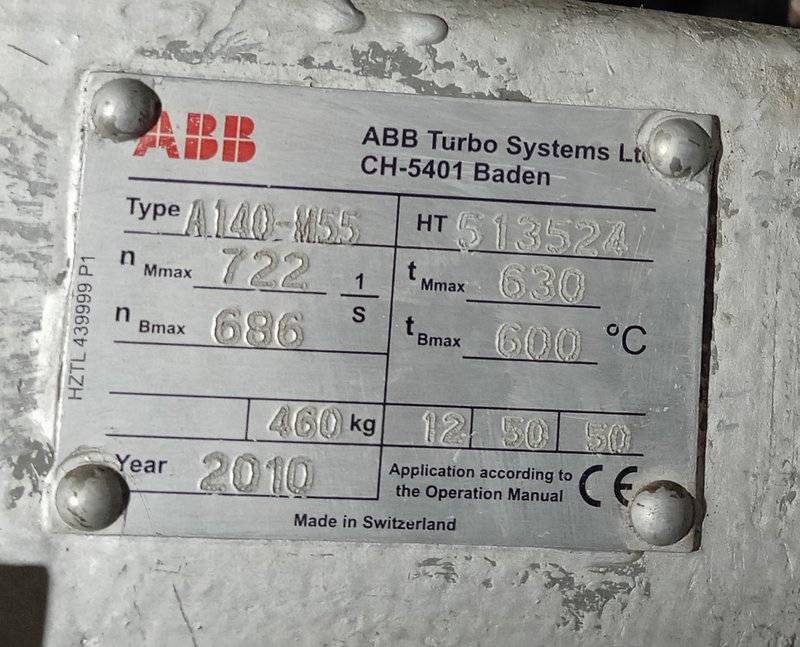 ABB
ABB Turbo Systems
CH-5401 Baden
Type A140-M55
HT 513524
n Mmax 722 1/S
t Mmax 630
n Bmax 686
t Bmax 600 °C
460 kg 12 50 50
Year 2010
Application according to
the Operation Manual CE
Made in Switzerland
HZTL 439999 P1